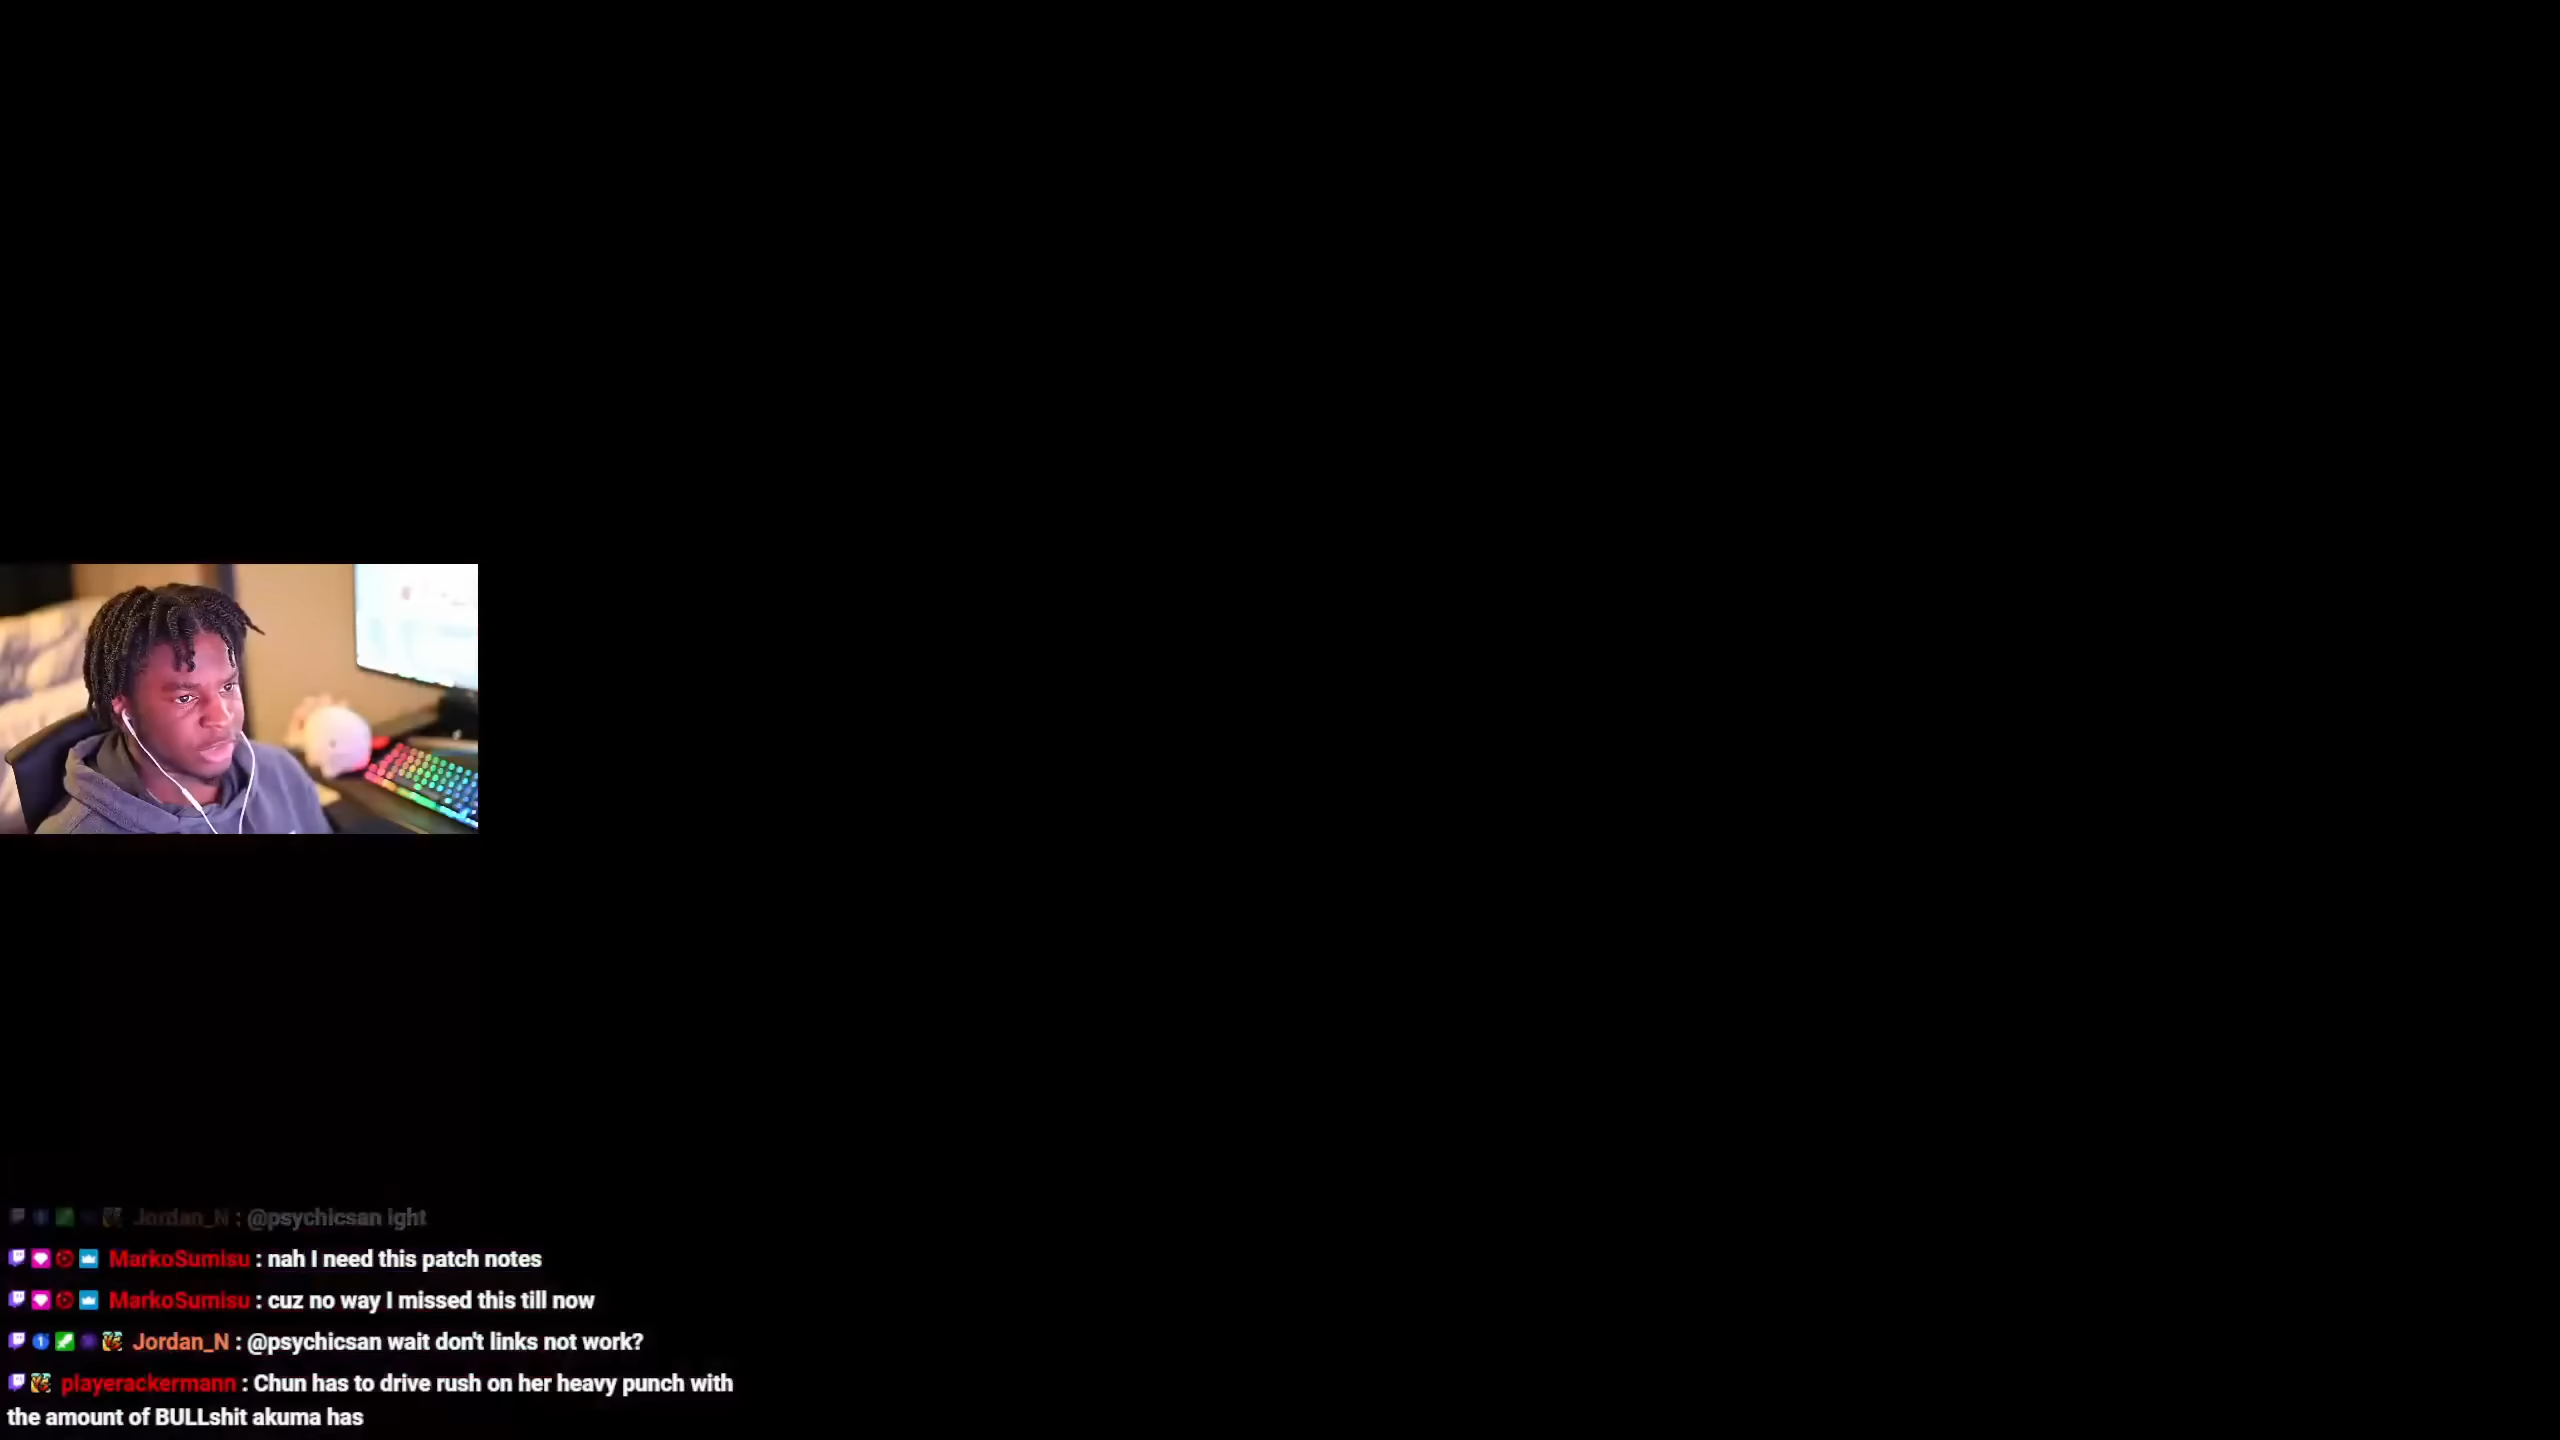 Jordan_N : @psychicsan ight
MarkoSumisu : nah I need this patch notes
MarkoSumisu : cuz no way I missed this till now
Jordan_N : @psychicsan wait don't links not work?
playerackermann : Chun has to drive rush on her heavy punch with
the amount of BULLshit akuma has